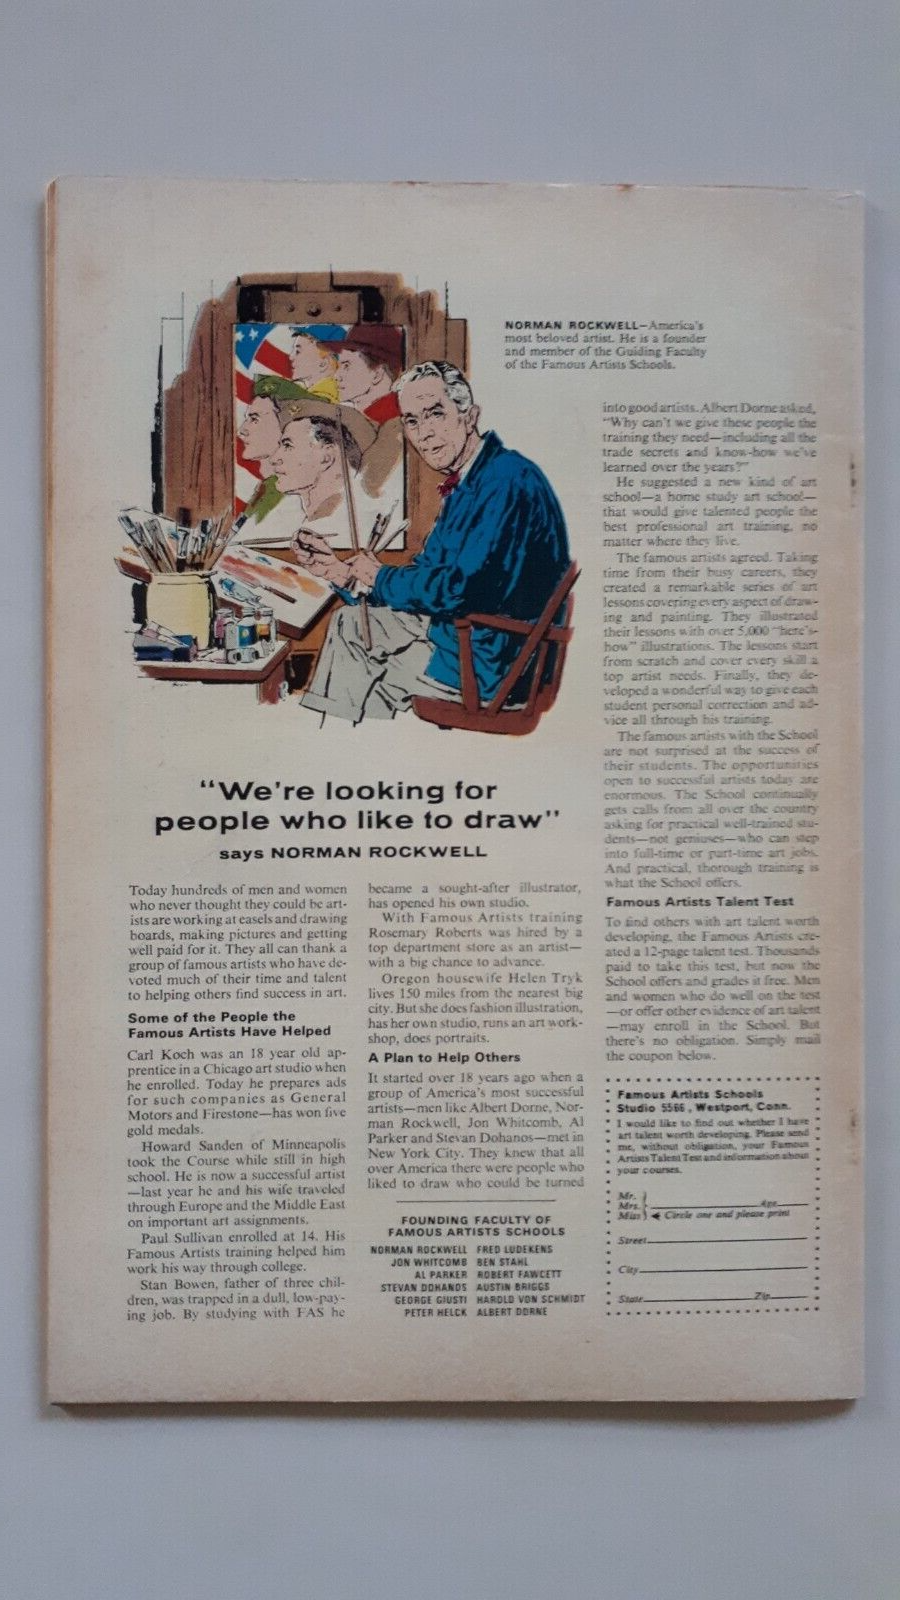 NORMAN ROCKWELL—America's
most beloved artist. He is a founder
and member of the Guiding Faculty
of the Famous Artists Schools.
"We're looking for
people who like to draw"
says NORMAN ROCKWELL
Today hundreds of men and women
who never thought they could be art-
ists are working at easels and drawing
boards, making pictures and getting
well paid for it. They all can thank a
group of famous artists who have de-
voted much of their time and talent
to helping others find success in art.
Some of the People the
Famous Artists Have Helped
Carl Koch was an 18 year old ap-
prentice in a Chicago art studio when
he enrolled. Today he prepares ads
for such companies as General
Motors and Firestone—has won five
gold medals.
Howard Sanden of Minneapolis
took the Course while still in high
school. He is now a successful artist
—last year he and his wife traveled
through Europe and the Middle East
on important art assignments.
Paul Sullivan enrolled at 14. His
Famous Artists training helped him
work his way through college.
Stan Bowen, father of three chil-
dren, was trapped in a dull, low-pay-
ing job. By studying with FAS he
became a sought-after illustrator,
has opened his own studio.
With Famous Artists training
Rosemary Roberts was hired by a
top department store as an artist—
with a big chance to advance.
Oregon housewife Helen Tryk
lives 150 miles from the nearest big
city. But she does fashion illustration,
has her own studio, runs an art work-
shop, does portraits.
A Plan to Help Others
It started over 18 years ago when a
group of America's most successful
artists—men like Albert Dorne, Nor-
man Rockwell, Jon Whitcomb, Al
Parker and Stevan Dohanos—met in
New York City. They knew that all
over America there were people who
liked to draw who could be turned
into good artists. Albert Dorne asked,
"Why can't we give these people the
training they need—including all the
trade secrets and know-how we've
learned over the years?"
He suggested a new kind of art
school—a home study art school—
that would give talented people the
best professional art training, no
matter where they live.
The famous artists agreed. Taking
time from their busy careers, they
created a remarkable series of art
lessons covering every aspect of draw-
ing and painting. They illustrated
their lessons with over 5,000 "here's-
how" illustrations. The lessons start
from scratch and cover every skill a
top artist needs. Finally, they de-
veloped a wonderful way to give each
student personal correction and ad-
vice all through his training.
The famous artists with the School
are not surprised at the success of
their students. The opportunities
open to successful artists today are
enormous. The School continually
gets calls from all over the country
asking for practical well-trained stu-
dents—not geniuses—who can step
into full-time or part-time art jobs.
And practical, thorough training is
what the School offers.
Famous Artists Talent Test
To find others with art talent worth
developing, the Famous Artists cre-
ated a 12-page talent test. Thousands
paid to take this test, but now the
School offers and grades it free. Men
and women who do well on the test
—or offer other evidence of art talent
—may enroll in the School. But
there's no obligation. Simply mail
the coupon below.
FOUNDING FACULTY OF
FAMOUS ARTISTS SCHOOLS
NORMAN ROCKWELL FRED LUDEKENS
JON WHITCOMB BEN STAHL
AL PARKER ROBERT FAWCETT
STEVAN DOHANOS AUSTIN BRIGGS
GEORGE GIUSTI HAROLD VON SCHMIDT
PETER HELCK ALBERT DORNE
Famous Artists Schools
Studio 5566, Westport, Conn.
I would like to find out whether I have
art talent worth developing. Please send
me, without obligation, your Famous
Artists Talent Test and information about
your courses.
Mr.
Mrs. Age
Miss Circle one and please print
Street
City
State Zip